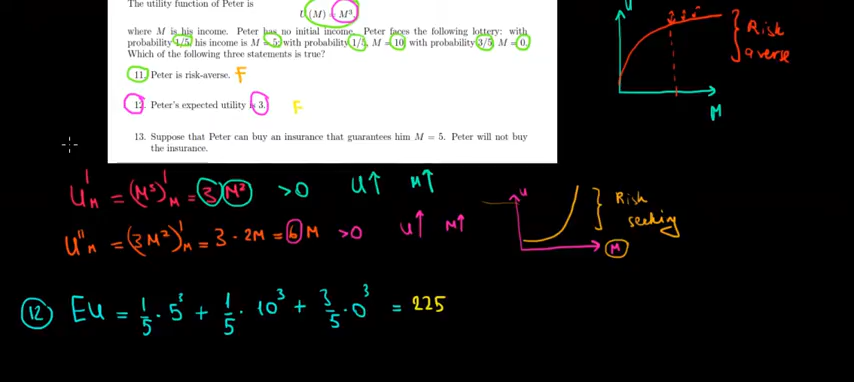 The utility function of Peter is
U(M) = M³,
where M is his income. Peter has no initial income. Peter faces the following lottery: with
probability 1/5 his income is M = 5, with probability 1/5, M = 10 with probability 3/5, M = 0.
Which of the following three statements is true?
11. Peter is risk-averse. F
12. Peter's expected utility is 3. F
13. Suppose that Peter can buy an insurance that guarantees him M = 5. Peter will not buy
the insurance.
U
Risk
averse
M
U'M = (M³)'M = 3 M² >0 U↑ M↑
U''M = (3M²)'M = 3 · 2M = 6M >0 U↑ M↑
U
Risk
seeking
M
12 EU = 1/5 · 5³ + 1/5 · 10³ + 3/5 · 0³ = 225